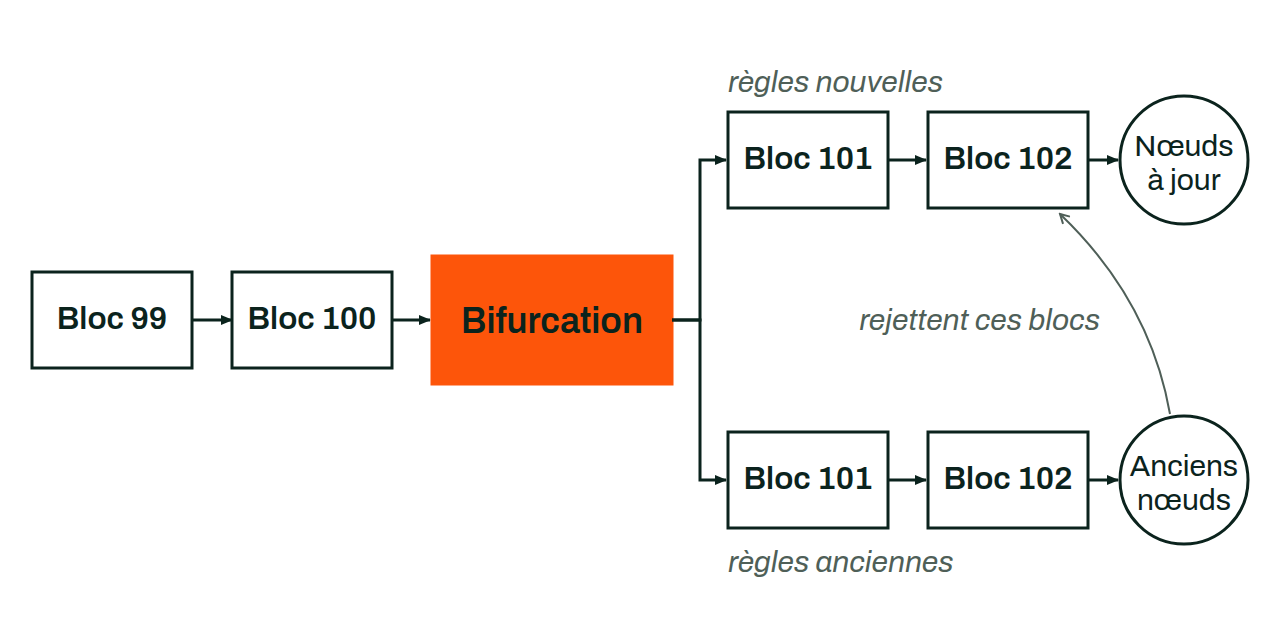 règles nouvelles
Bloc 101
Bloc 102
Nœuds
à jour
Bloc 99
Bloc 100
Bifurcation
rejettent ces blocs
Bloc 101
Bloc 102
Anciens
nœuds
règles anciennes